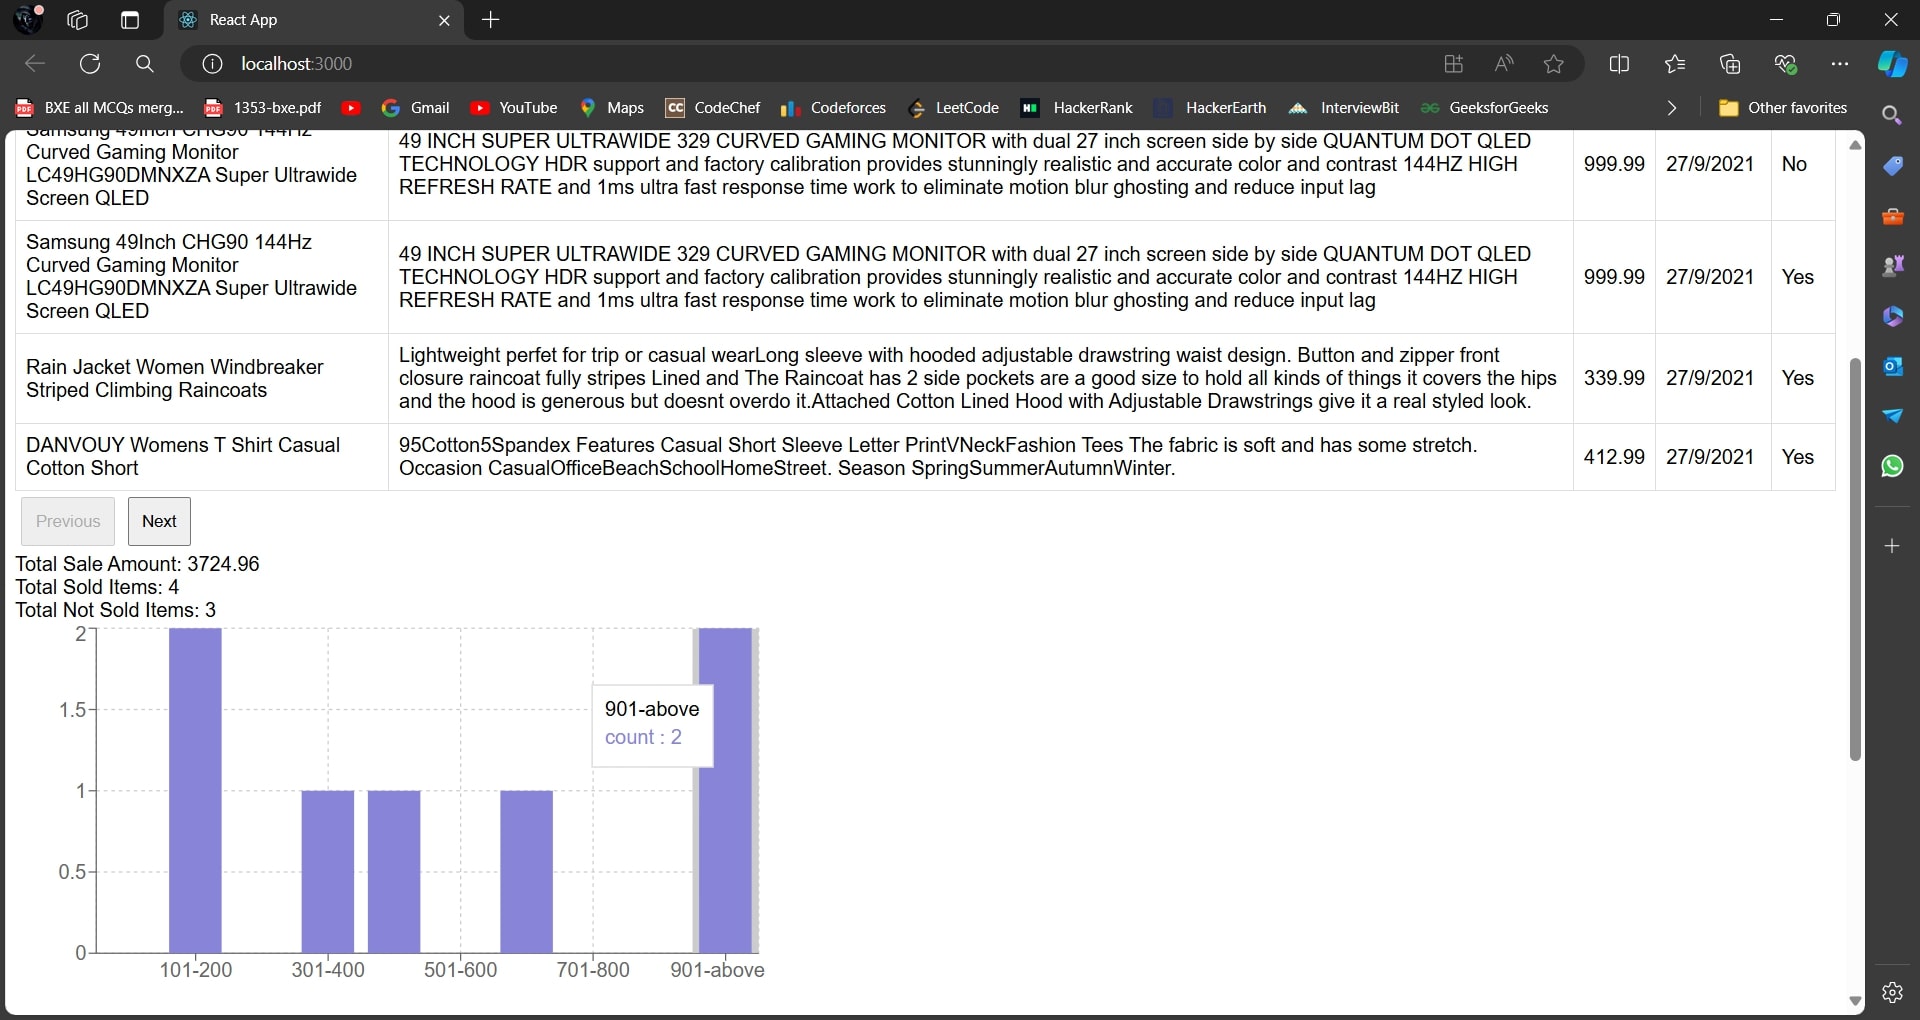 React App
localhost:3000
BXE all MCQs merg...
1353-bxe.pdf
Gmail
YouTube
Maps
CodeChef
Codeforces
LeetCode
HackerRank
HackerEarth
InterviewBit
GeeksforGeeks
Other favorites
Samsung 49Inch CHG90 144Hz
Curved Gaming Monitor
LC49HG90DMNXZA Super Ultrawide
Screen QLED
49 INCH SUPER ULTRAWIDE 329 CURVED GAMING MONITOR with dual 27 inch screen side by side QUANTUM DOT QLED
TECHNOLOGY HDR support and factory calibration provides stunningly realistic and accurate color and contrast 144HZ HIGH
REFRESH RATE and 1ms ultra fast response time work to eliminate motion blur ghosting and reduce input lag
999.99
27/9/2021
No
Samsung 49Inch CHG90 144Hz
Curved Gaming Monitor
LC49HG90DMNXZA Super Ultrawide
Screen QLED
49 INCH SUPER ULTRAWIDE 329 CURVED GAMING MONITOR with dual 27 inch screen side by side QUANTUM DOT QLED
TECHNOLOGY HDR support and factory calibration provides stunningly realistic and accurate color and contrast 144HZ HIGH
REFRESH RATE and 1ms ultra fast response time work to eliminate motion blur ghosting and reduce input lag
999.99
27/9/2021
Yes
Rain Jacket Women Windbreaker
Striped Climbing Raincoats
Lightweight perfet for trip or casual wearLong sleeve with hooded adjustable drawstring waist design. Button and zipper front
closure raincoat fully stripes Lined and The Raincoat has 2 side pockets are a good size to hold all kinds of things it covers the hips
and the hood is generous but doesnt overdo it.Attached Cotton Lined Hood with Adjustable Drawstrings give it a real styled look.
339.99
27/9/2021
Yes
DANVOUY Womens T Shirt Casual
Cotton Short
95Cotton5Spandex Features Casual Short Sleeve Letter PrintVNeckFashion Tees The fabric is soft and has some stretch.
Occasion CasualOfficeBeachSchoolHomeStreet. Season SpringSummerAutumnWinter.
412.99
27/9/2021
Yes
Previous
Next
Total Sale Amount: 3724.96
Total Sold Items: 4
Total Not Sold Items: 3
2
1.5
1
0.5
0
901-above
count : 2
101-200
301-400
501-600
701-800
901-above